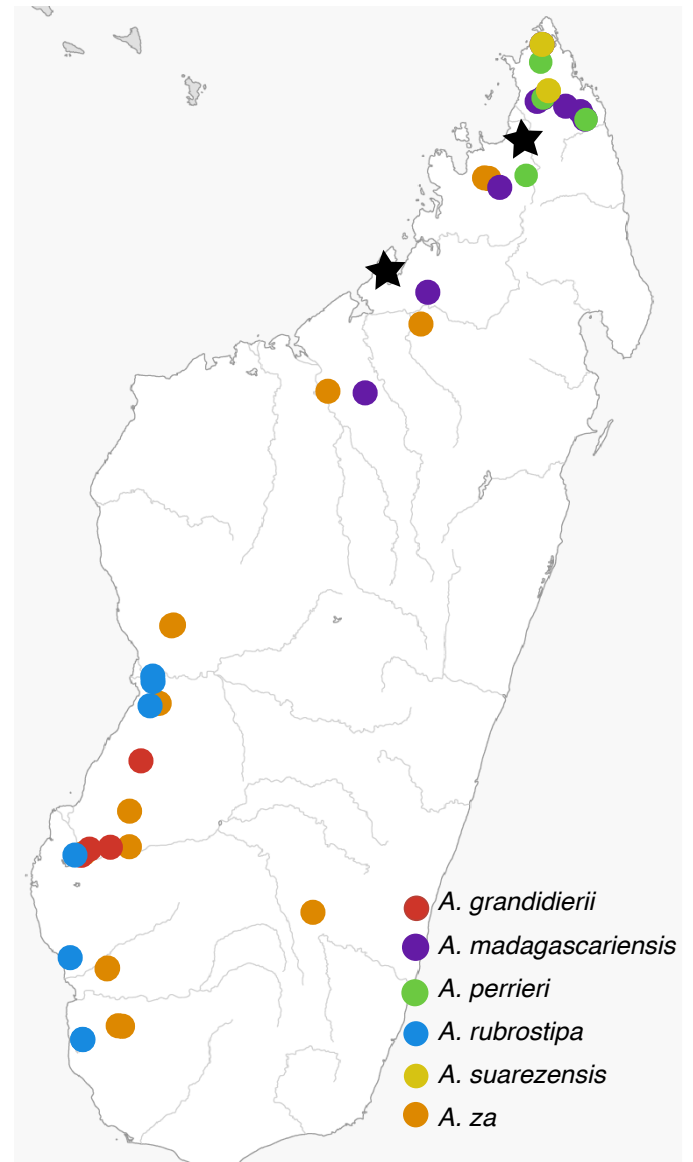 A. grandidierii
A. madagascariensis
A. perrieri
A. rubrostipa
A. suarezensis
A. za